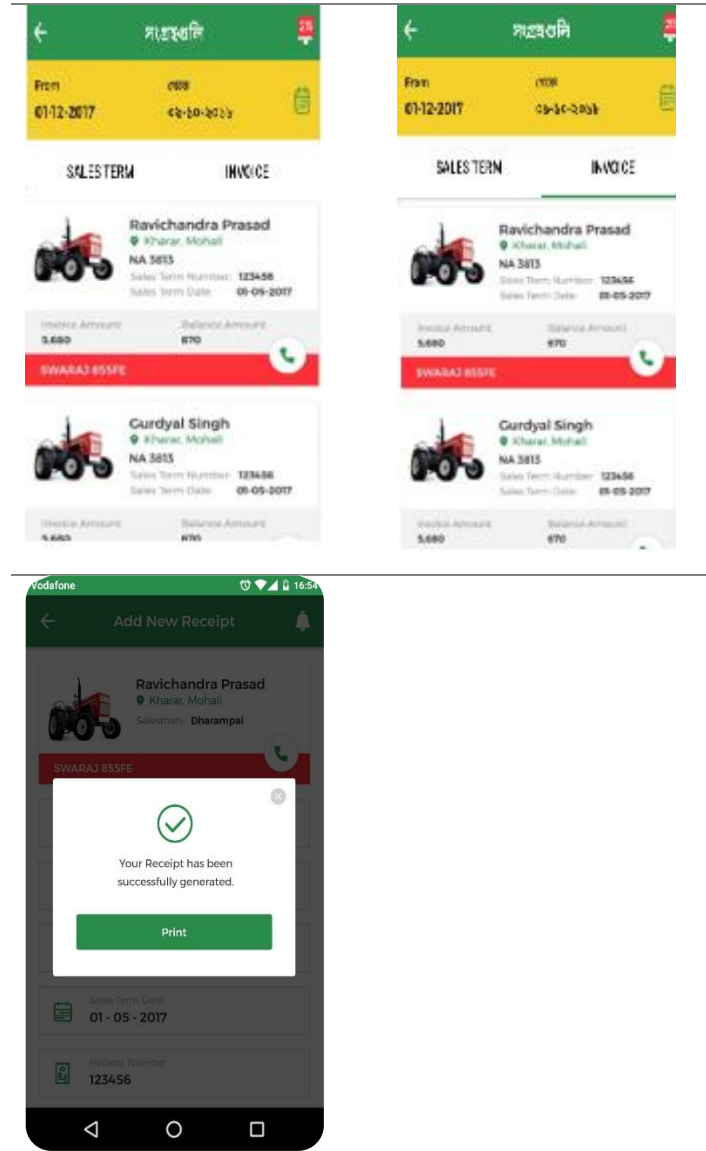 সংগ্রহগুলি
From
01-12-2017
থেকে
SALES TERM
INVOICE
Ravichandra Prasad
Kharar, Mohali
NA 3813
Sales Term Number: 123456
Sales Term Date: 01-05-2017
Invoice Amount
5,680
Balance Amount
670
SWARAJ 855FE
Gurdyal Singh
Kharar, Mohali
NA 3813
Sales Term Number: 123456
Sales Term Date: 01-05-2017
Invoice Amount
5,680
Balance Amount
670
সংগ্রহগুলি
From
01-12-2017
থেকে
SALES TERM
INVOICE
Ravichandra Prasad
Kharar, Mohali
NA 3813
Sales Term Number: 123456
Sales Term Date: 01-05-2017
Invoice Amount
5,680
Balance Amount
670
SWARAJ 855FE
Gurdyal Singh
Kharar, Mohali
NA 3813
Sales Term Number: 123456
Sales Term Date: 01-05-2017
Invoice Amount
5,680
Balance Amount
670
Vodafone
16:54
Add New Receipt
Ravichandra Prasad
Kharar, Mohali
Salesman: Dharampal
SWARAJ 855FE
Your Receipt has been
successfully generated.
Print
Sales Term Date
01 - 05 - 2017
Receipt Number
123456